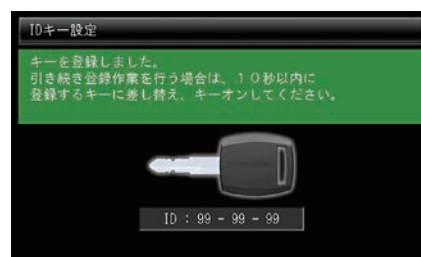 IDキー設定
キーを登録しました。
引き続き登録作業を行う場合は、10秒以内に
登録するキーに差し替え、キーオンしてください。
ID : 99 - 99 - 99